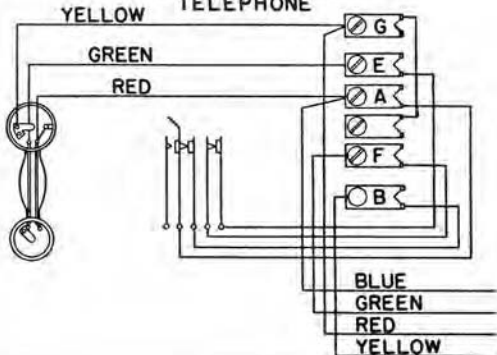 TELEPHONE
YELLOW
GREEN
RED
G
E
A
F
B
BLUE
GREEN
RED
YELLOW